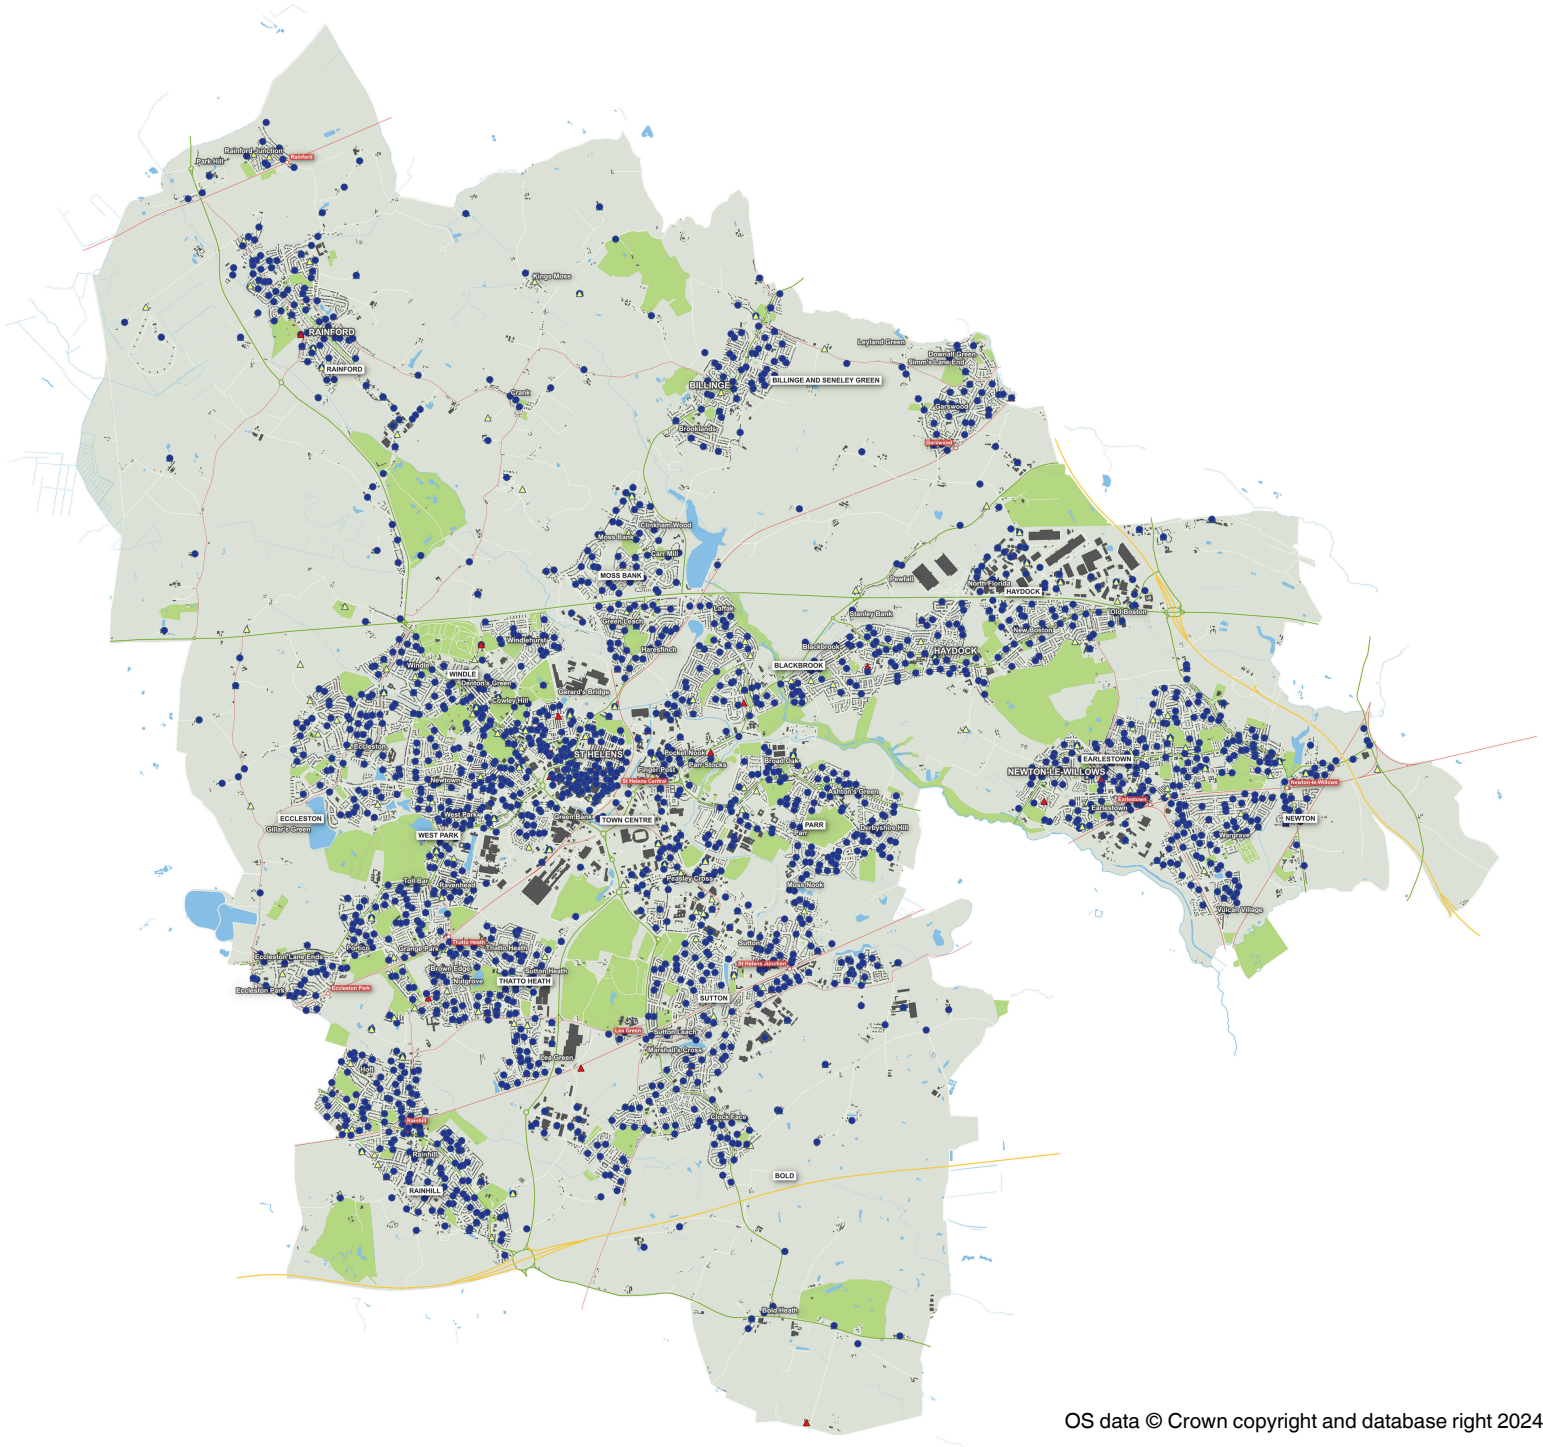 Rainford Junction
Rainford
Park Hill
Kings Moss
RAINFORD
RAINFORD
Leyland Green
Downall Green
Simm's Lane End
BILLINGE
BILLINGE AND SENELEY GREEN
Crank
Garswood
Brooklands
Garswood
Clinkham Wood
Moss Bank
Carr Mill
MOSS BANK
Pewfall
North Florida
HAYDOCK
Laffak
Stanley Bank
Old Boston
Green Leach
New Boston
Windlehurst
Haresfinch
Blackbrook
HAYDOCK
Windle
BLACKBROOK
WINDLE
Denton's Green
Gerard's Bridge
Cowley Hill
Eccleston
ST HELENS
Pocket Nook
Broad Oak
EARLESTOWN
Parr Stocks
Finger Post
NEWTON-LE-WILLOWS
Newtown
St Helens Central
Newton-le-Willows
Ashton's Green
Earlestown
Earlestown
West Park
Green Bank
ECCLESTON
TOWN CENTRE
NEWTON
Gillar's Green
PARR
Derbyshire Hill
WEST PARK
Parr
Wargrave
Toll Bar
Ravenhead
Peasley Cross
Moss Nook
Vulcan Village
Thatto Heath
Sutton
Portico
Grange Park
Thatto Heath
Eccleston Lane Ends
St Helens Junction
Brown Edge
Sutton Heath
Nutgrove
THATTO HEATH
Eccleston Park
Eccleston Park
SUTTON
Lea Green
Sutton Leach
Marshall's Cross
Lea Green
Holt
Clock Face
Rainhill
Rainhill
BOLD
RAINHILL
Bold Heath
OS data © Crown copyright and database right 2024